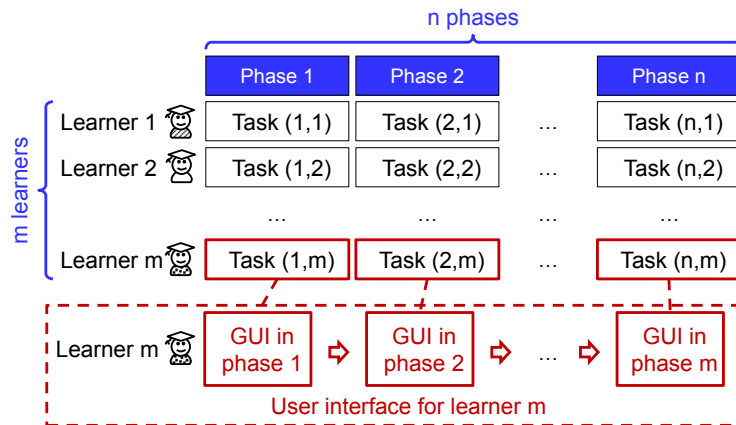 n phases
Phase 1 Phase 2 Phase n
m learners
Learner 1 Task (1,1) Task (2,1) ... Task (n,1)
Learner 2 Task (1,2) Task (2,2) Task (n,2)
... ... ...
Learner m Task (1,m) Task (2,m) ... Task (n,m)
Learner m GUI in phase 1 GUI in phase 2 ... GUI in phase m
User interface for learner m